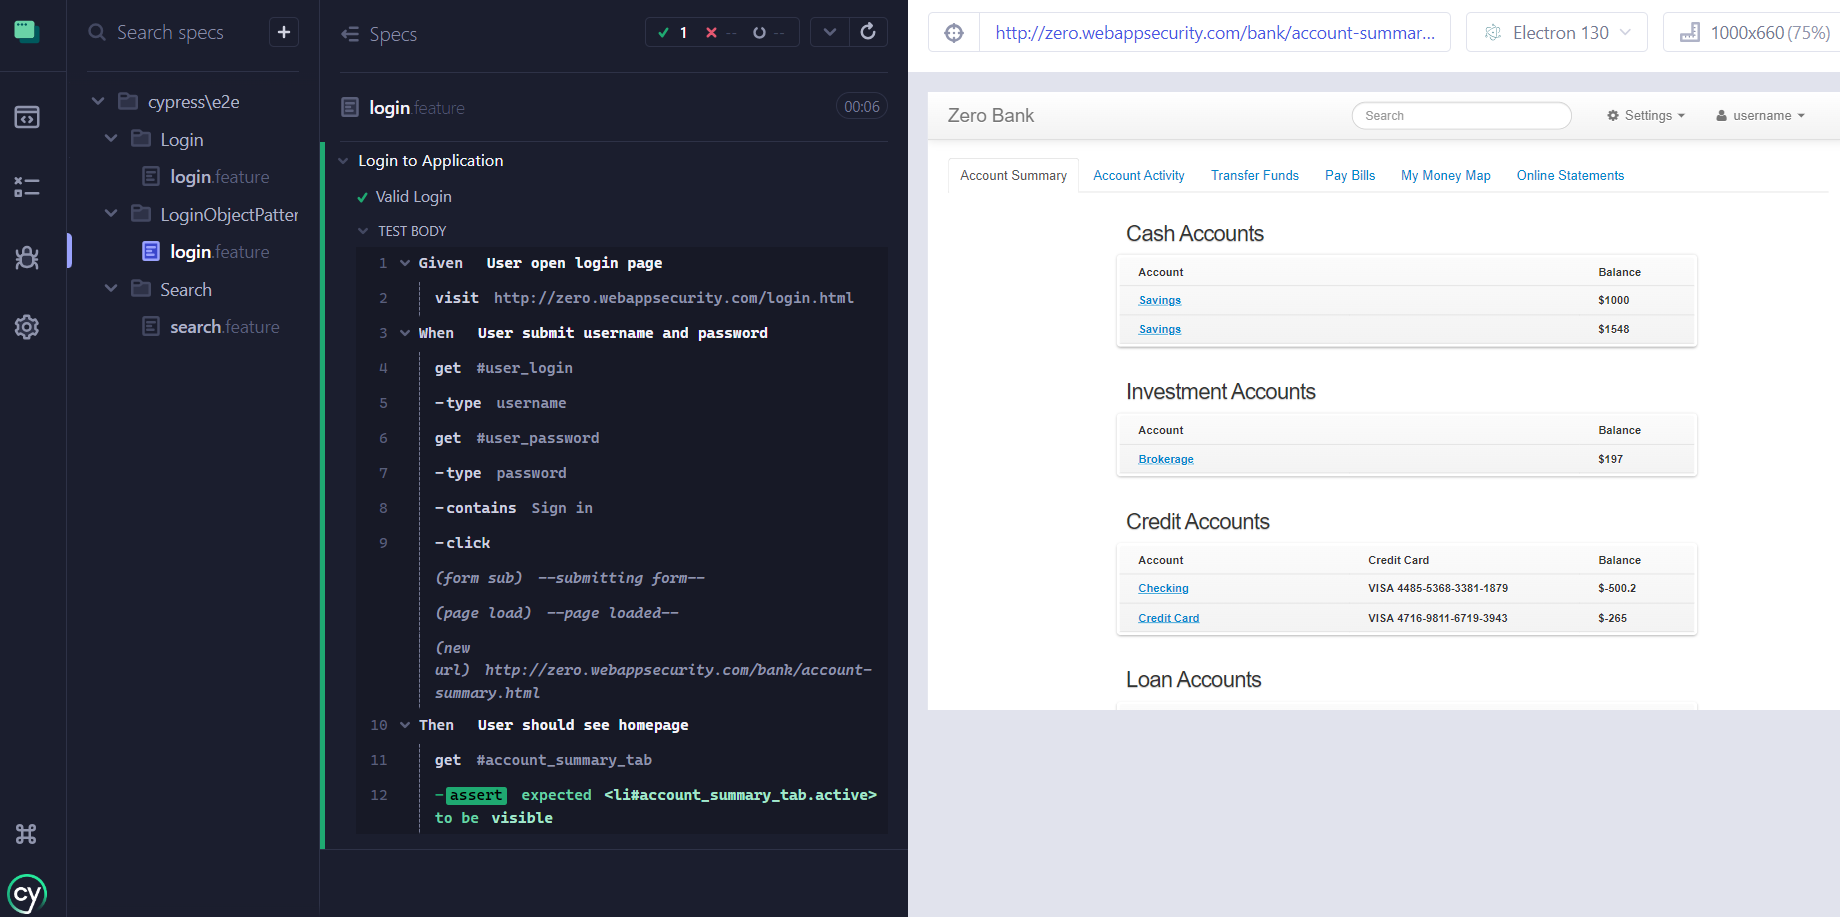 Search specs
+
cypress\e2e
Login
login.feature
LoginObjectPatter
login.feature
Search
search.feature
cy
Specs
1 -- --
login.feature
00:06
Login to Application
Valid Login
TEST BODY
1 Given User open login page
2 visit http://zero.webappsecurity.com/login.html
3 When User submit username and password
4 get #user_login
5 -type username
6 get #user_password
7 -type password
8 -contains Sign in
9 -click
(form sub) --submitting form--
(page load) --page loaded--
(new
url) http://zero.webappsecurity.com/bank/account-
summary.html
10 Then User should see homepage
11 get #account_summary_tab
12 -assert expected <li#account_summary_tab.active>
to be visible
http://zero.webappsecurity.com/bank/account-summar...
Electron 130
1000x660 (75%)
Zero Bank
Search
Settings
username
Account Summary Account Activity Transfer Funds Pay Bills My Money Map Online Statements
Cash Accounts
Account Balance
Savings $1000
Savings $1548
Investment Accounts
Account Balance
Brokerage $197
Credit Accounts
Account Credit Card Balance
Checking VISA 4485-5368-3381-1879 $-500.2
Credit Card VISA 4716-9811-6719-3943 $-265
Loan Accounts